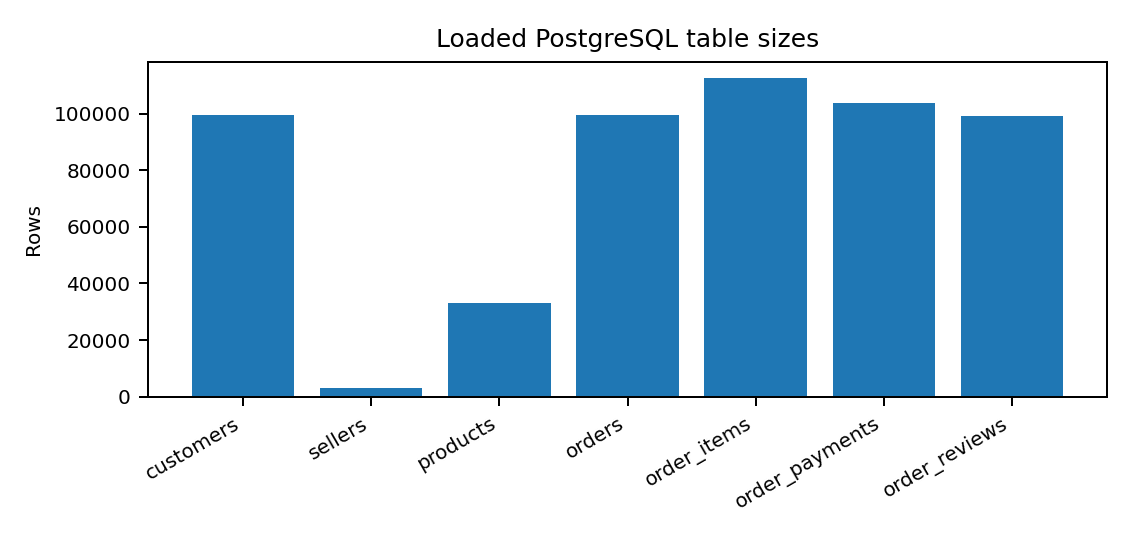 Loaded PostgreSQL table sizes
100000
80000
60000
40000
20000
0
Rows
customers
sellers
products
orders
order_items
order_payments
order_reviews